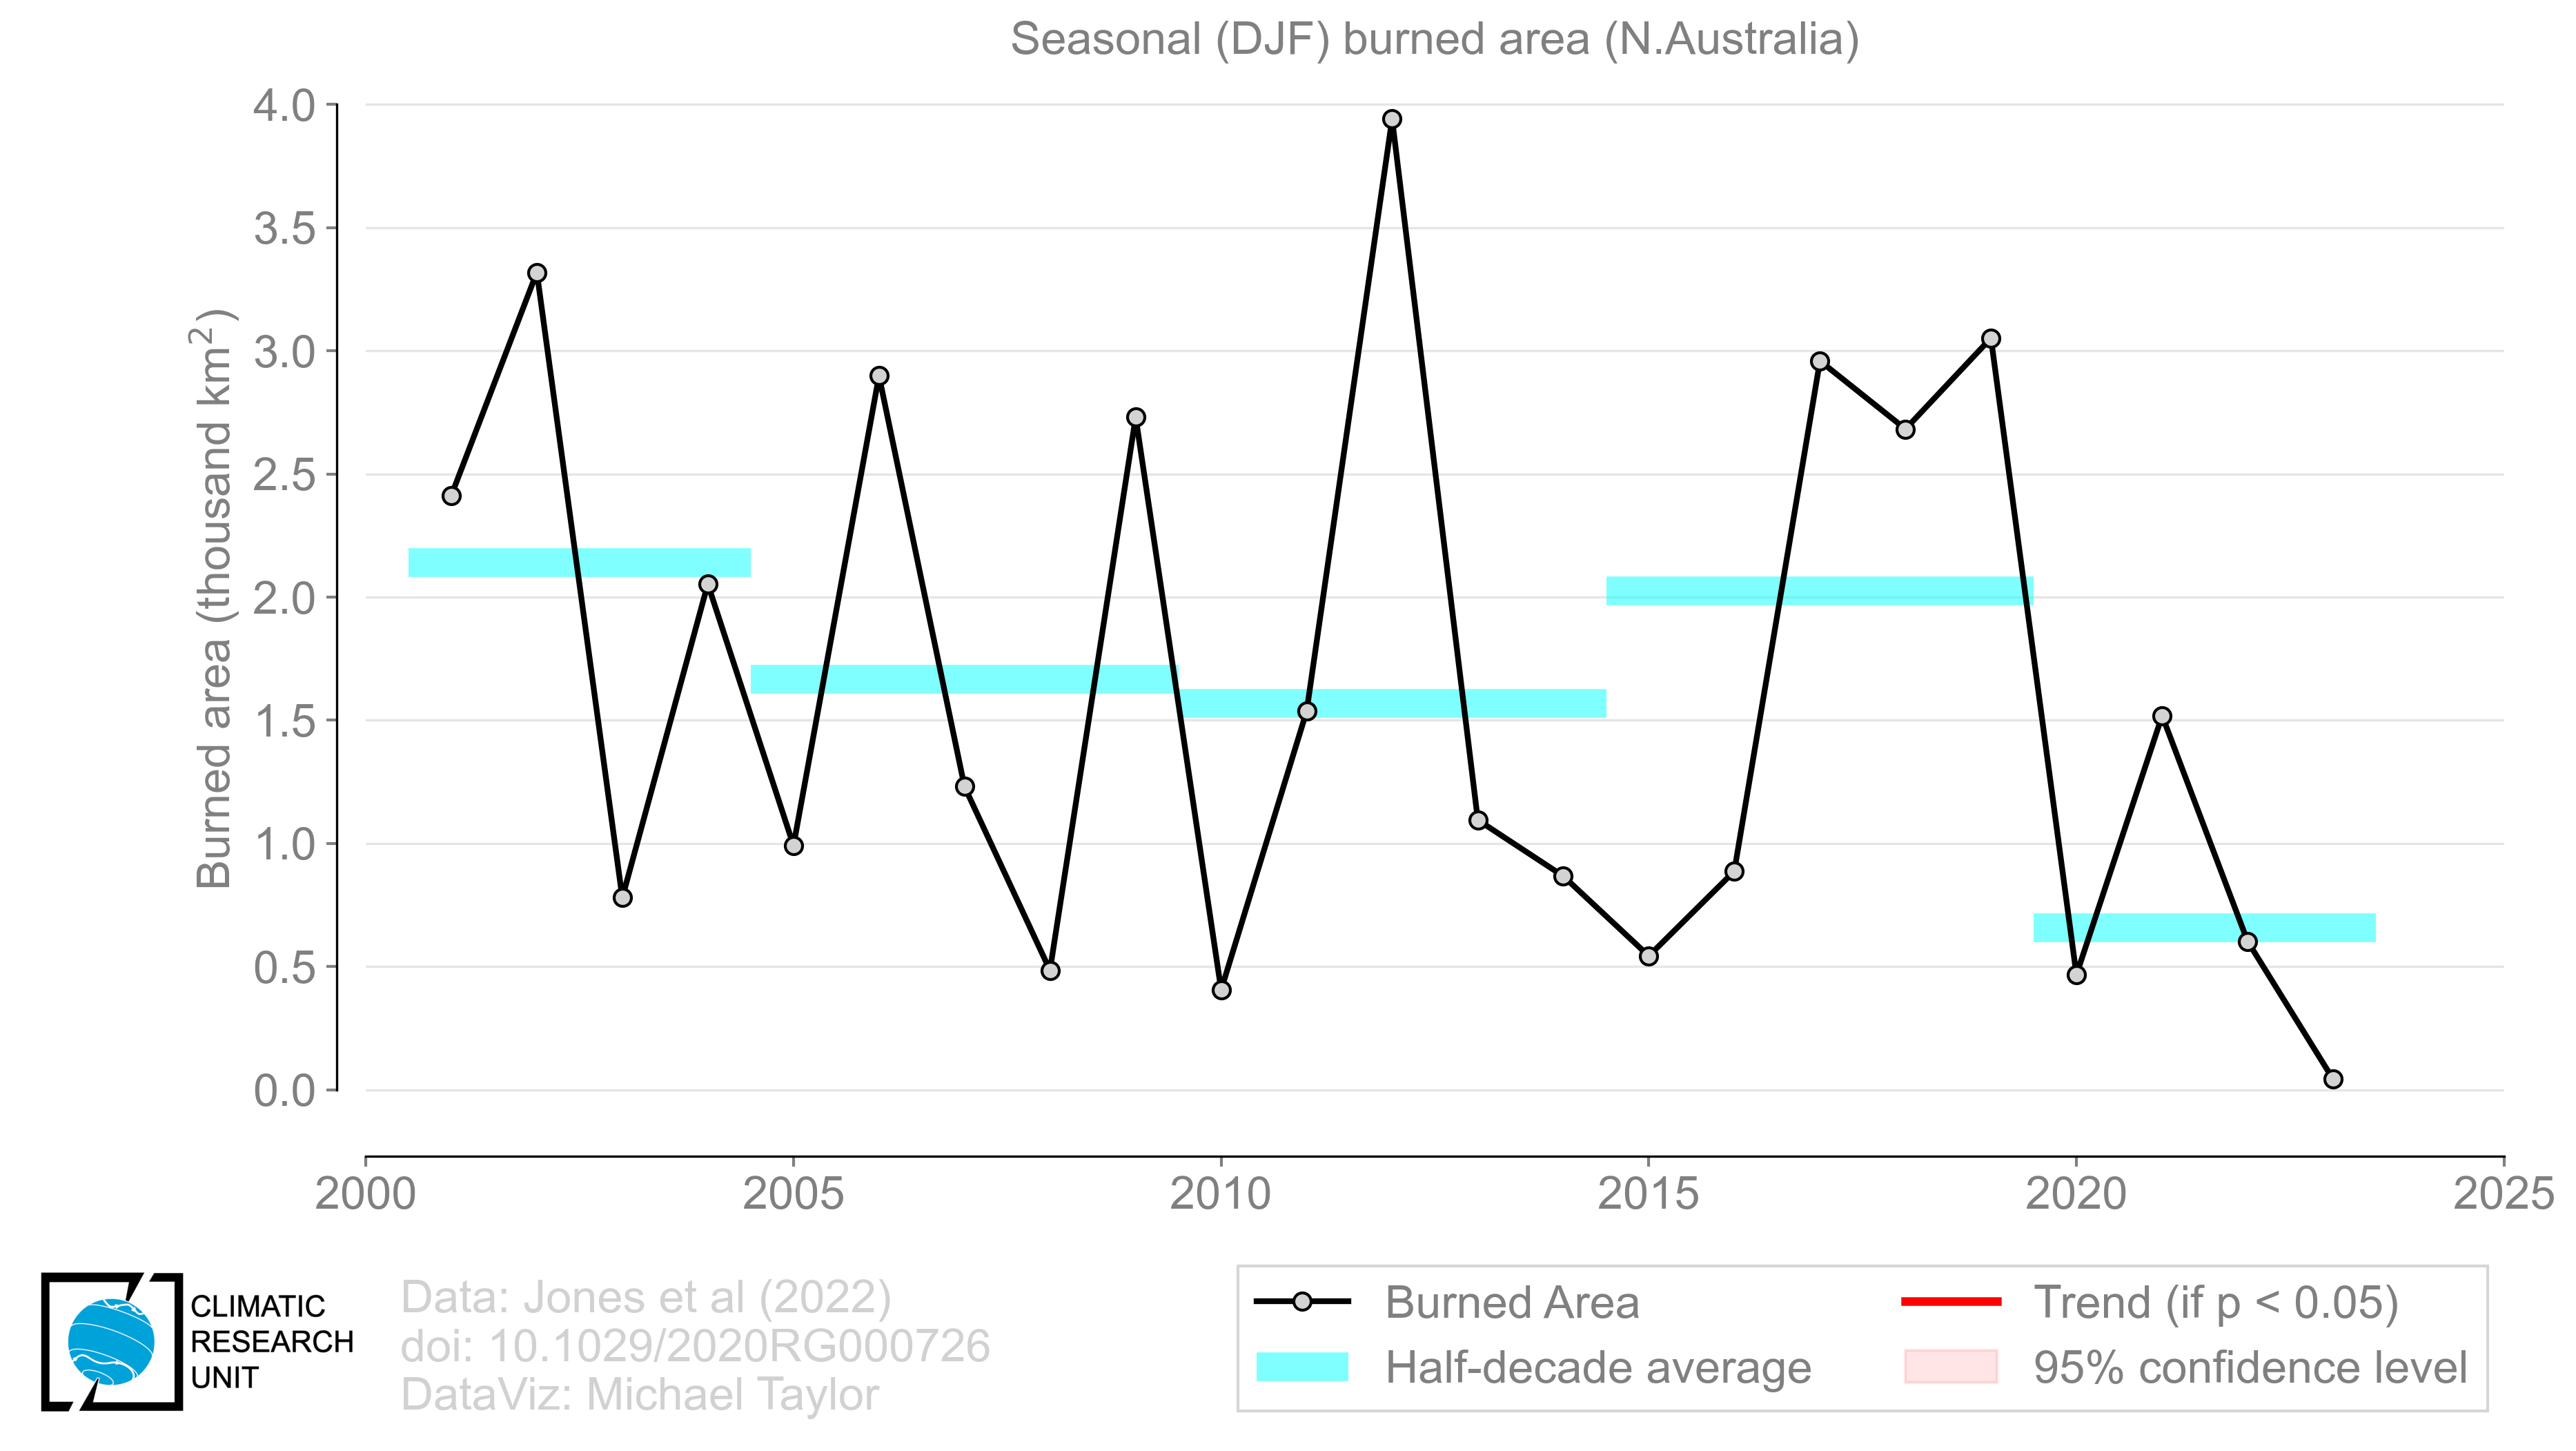 Seasonal (DJF) burned area (N.Australia)
Burned area (thousand km²)
4.0
3.5
3.0
2.5
2.0
1.5
1.0
0.5
0.0
2000 2005 2010 2015 2020 2025
CLIMATIC
RESEARCH
UNIT
Data: Jones et al (2022)
doi: 10.1029/2020RG000726
DataViz: Michael Taylor
Burned Area
Half-decade average
Trend (if p < 0.05)
95% confidence level